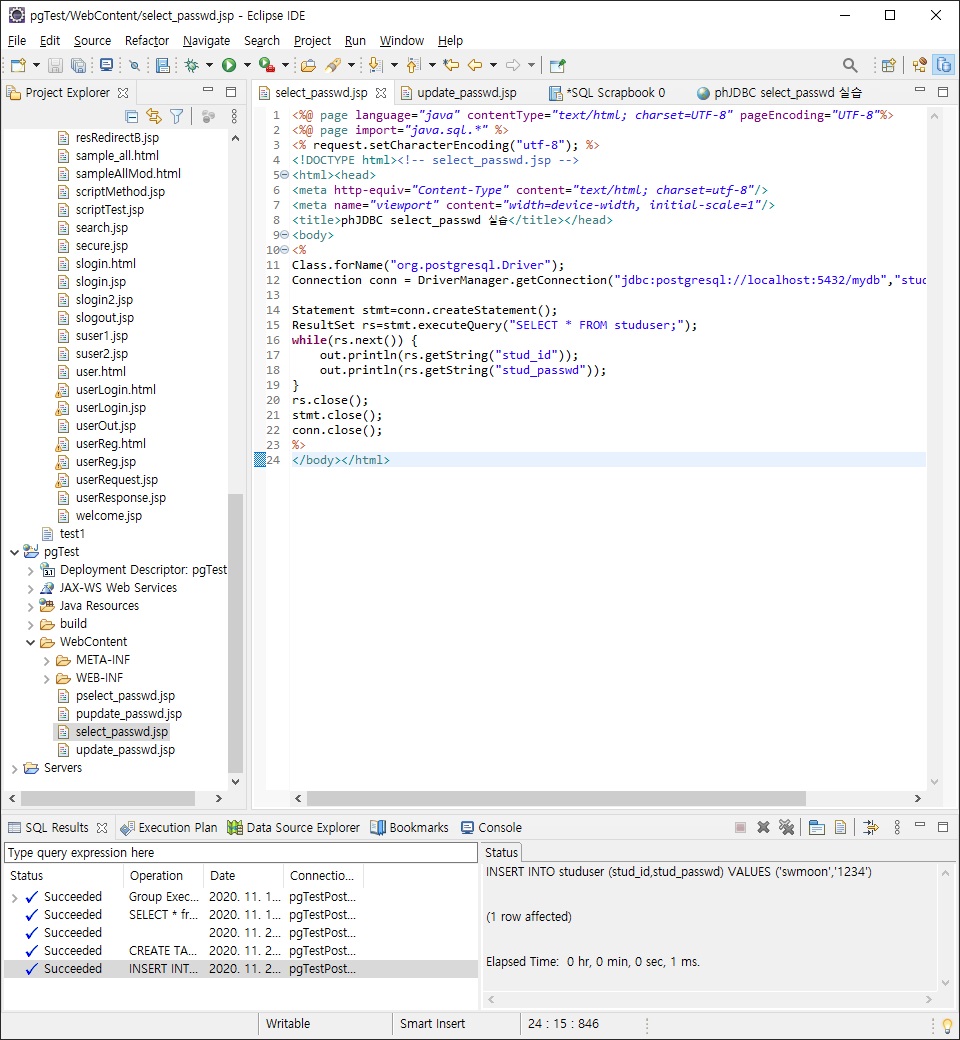 pgTest/WebContent/select_passwd.jsp - Eclipse IDE
File Edit Source Refactor Navigate Search Project Run Window Help
Project Explorer
resRedirectB.jsp
sample_all.html
sampleAllMod.html
scriptMethod.jsp
scriptTest.jsp
search.jsp
secure.jsp
slogin.html
slogin.jsp
slogin2.jsp
slogout.jsp
suser1.jsp
suser2.jsp
user.html
userLogin.html
userLogin.jsp
userOut.jsp
userReg.html
userReg.jsp
userRequest.jsp
userResponse.jsp
welcome.jsp
test1
pgTest
Deployment Descriptor: pgTest
JAX-WS Web Services
Java Resources
build
WebContent
META-INF
WEB-INF
pselect_passwd.jsp
pupdate_passwd.jsp
select_passwd.jsp
update_passwd.jsp
Servers
select_passwd.jsp update_passwd.jsp *SQL Scrapbook 0 phJDBC select_passwd 실습
1 <%@ page language="java" contentType="text/html; charset=UTF-8" pageEncoding="UTF-8"%>
2 <%@ page import="java.sql.*" %>
3 <% request.setCharacterEncoding("utf-8"); %>
4 <!DOCTYPE html><!-- select_passwd.jsp -->
5 <html><head>
6 <meta http-equiv="Content-Type" content="text/html; charset=utf-8"/>
7 <meta name="viewport" content="width=device-width, initial-scale=1"/>
8 <title>phJDBC select_passwd 실습</title></head>
9 <body>
10 <%
11 Class.forName("org.postgresql.Driver");
12 Connection conn = DriverManager.getConnection("jdbc:postgresql://localhost:5432/mydb","stud
13
14 Statement stmt=conn.createStatement();
15 ResultSet rs=stmt.executeQuery("SELECT * FROM studuser;");
16 while(rs.next()) {
17 out.println(rs.getString("stud_id"));
18 out.println(rs.getString("stud_passwd"));
19 }
20 rs.close();
21 stmt.close();
22 conn.close();
23 %>
24 </body></html>
SQL Results Execution Plan Data Source Explorer Bookmarks Console
Type query expression here
Status Operation Date Connectio...
Succeeded Group Exec... 2020. 11. 1... pgTestPost...
Succeeded SELECT * fr... 2020. 11. 1... pgTestPost...
Succeeded 2020. 11. 2... pgTestPost...
Succeeded CREATE TA... 2020. 11. 2... pgTestPost...
Succeeded INSERT INT... 2020. 11. 2... pgTestPost...
Status
INSERT INTO studuser (stud_id,stud_passwd) VALUES ('swmoon','1234')
(1 row affected)
Elapsed Time: 0 hr, 0 min, 0 sec, 1 ms.
Writable Smart Insert 24 : 15 : 846